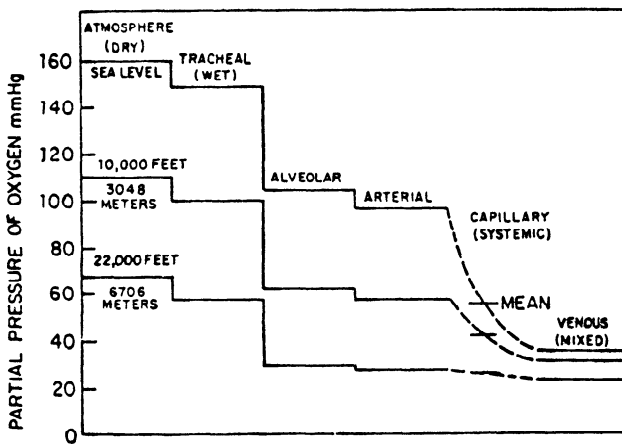 PARTIAL PRESSURE OF OXYGEN mmHg
160
140
120
100
80
60
40
20
0
ATMOSPHERE
(DRY)
SEA LEVEL
TRACHEAL
(WET)
10,000 FEET
3048
METERS
22,000 FEET
6706
METERS
ALVEOLAR
ARTERIAL
CAPILLARY
(SYSTEMIC)
MEAN
VENOUS
(MIXED)